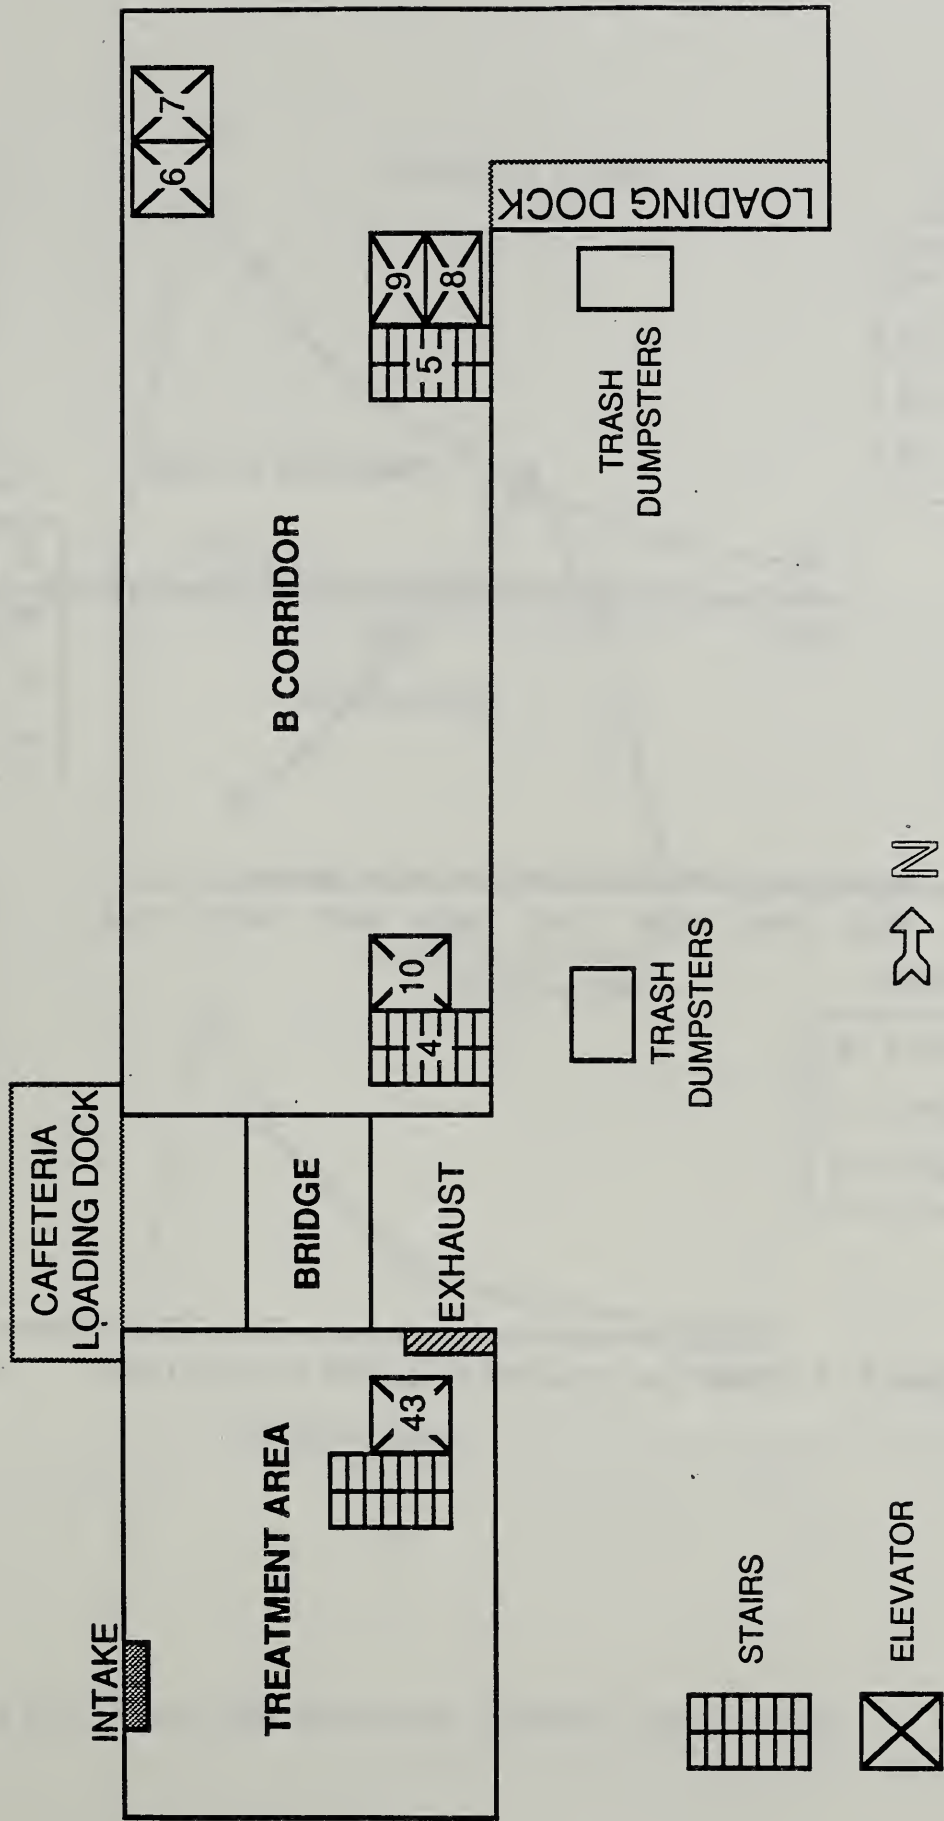 CAFETERIA
LOADING DOCK
INTAKE
TREATMENT AREA
43
BRIDGE
EXHAUST
4
10
B CORRIDOR
5
9
8
6
7
LOADING DOCK
TRASH
DUMPSTERS
TRASH
DUMPSTERS
STAIRS
ELEVATOR
N